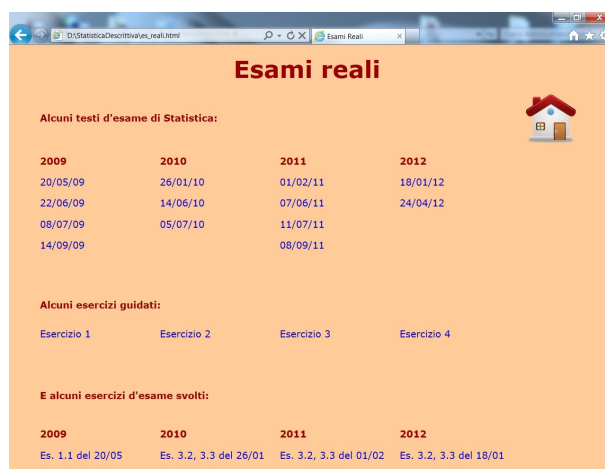 D:\StatisticaDescrittiva\es_reali.html
Esami Reali
Esami reali
Alcuni testi d'esame di Statistica:
2009 2010 2011 2012
20/05/09 26/01/10 01/02/11 18/01/12
22/06/09 14/06/10 07/06/11 24/04/12
08/07/09 05/07/10 11/07/11
14/09/09 08/09/11
Alcuni esercizi guidati:
Esercizio 1 Esercizio 2 Esercizio 3 Esercizio 4
E alcuni esercizi d'esame svolti:
2009 2010 2011 2012
Es. 1.1 del 20/05 Es. 3.2, 3.3 del 26/01 Es. 3.2, 3.3 del 01/02 Es. 3.2, 3.3 del 18/01